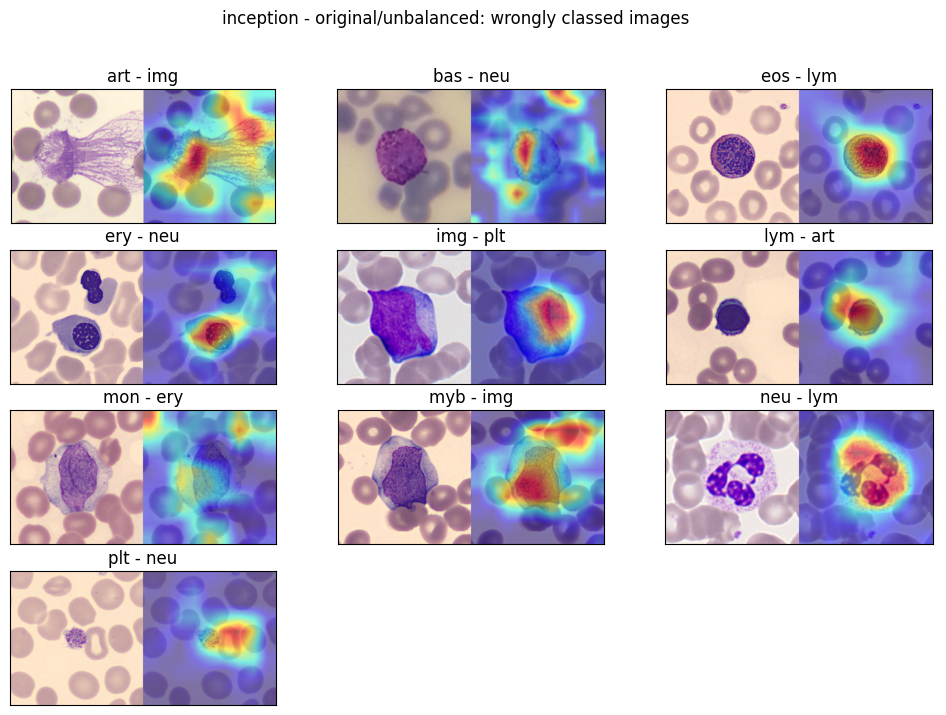 inception - original/unbalanced: wrongly classed images
art - img
bas - neu
eos - lym
ery - neu
img - plt
lym - art
mon - ery
myb - img
neu - lym
plt - neu